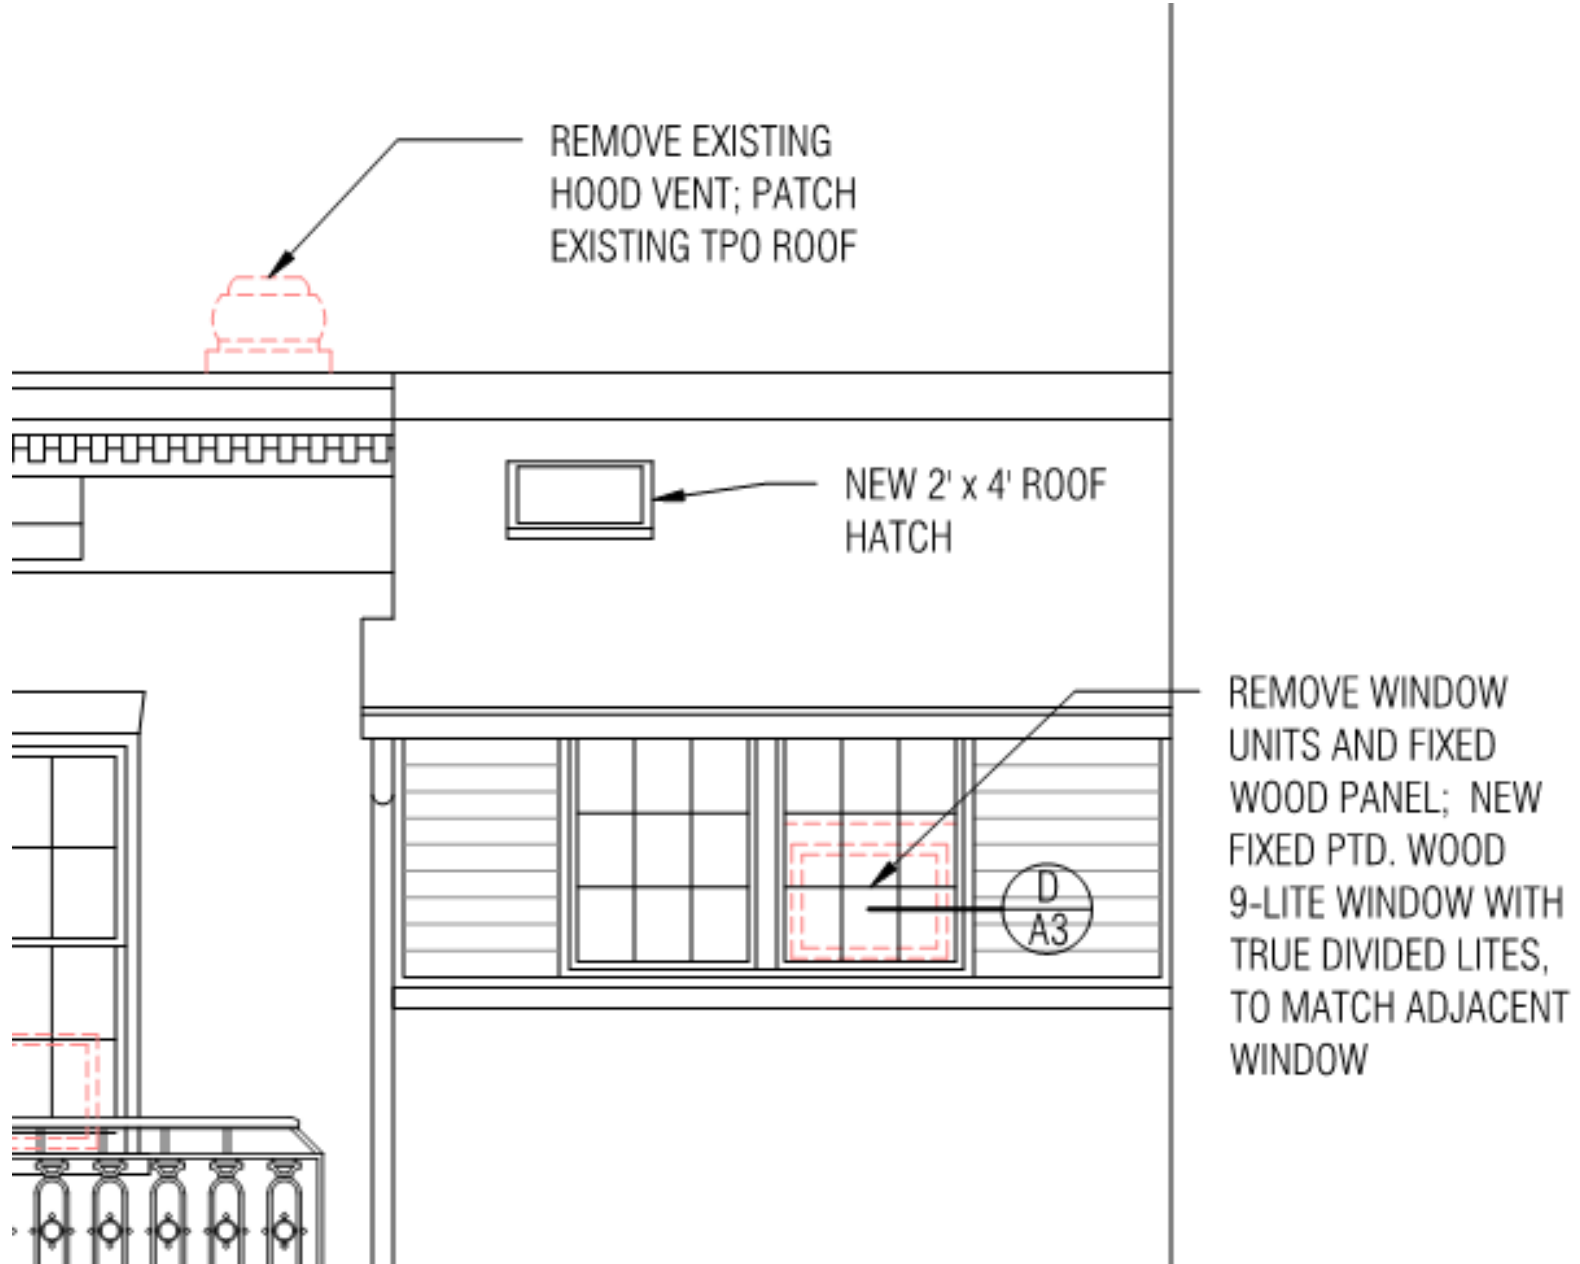 REMOVE EXISTING
HOOD VENT; PATCH
EXISTING TPO ROOF
NEW 2' x 4' ROOF
HATCH
REMOVE WINDOW
UNITS AND FIXED
WOOD PANEL; NEW
FIXED PTD. WOOD
9-LITE WINDOW WITH
TRUE DIVIDED LITES,
TO MATCH ADJACENT
WINDOW
D
A3